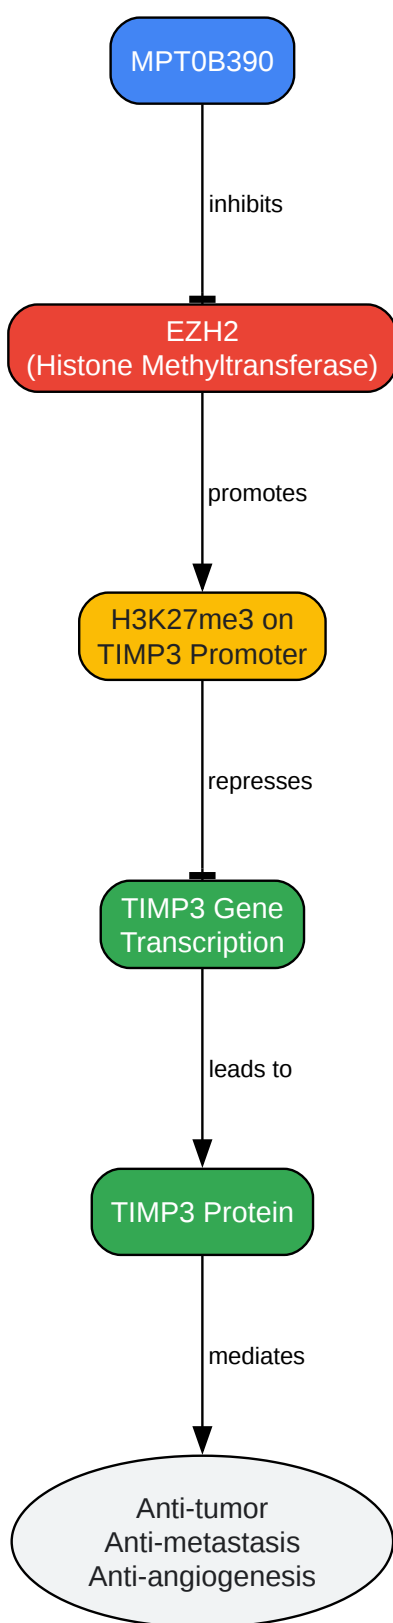 MPT0B390
inhibits
EZH2
(Histone Methyltransferase)
promotes
H3K27me3 on
TIMP3 Promoter
represses
TIMP3 Gene
Transcription
leads to
TIMP3 Protein
mediates
Anti-tumor
Anti-metastasis
Anti-angiogenesis